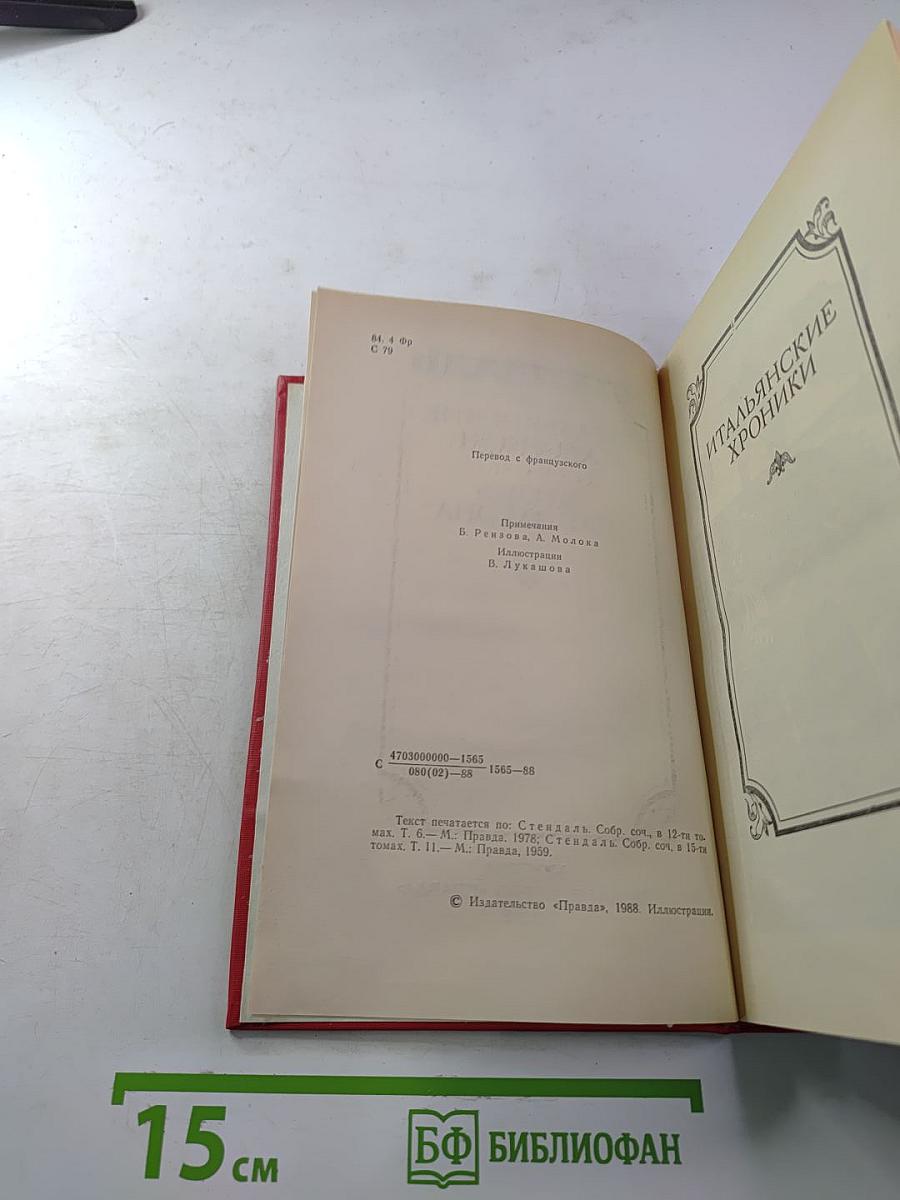 84. 4 Фр
С 79
Перевод с французского
Примечания
Б. Реизова, А. Молока
Иллюстрации
В. Лукашова
С 4703000000—1565
080(02)—88 1565—88
Текст печатается по: Стендаль. Собр. соч., в 12-ти то-
мах. Т. 6.— М.: Правда. 1978; Стендаль. Собр. соч, в 15-ти
томах. Т. 11.— М.: Правда, 1959.
© Издательство «Правда», 1988. Иллюстрации.
ИТАЛЬЯНСКИЕ
ХРОНИКИ
15 см
БФ БИБЛИОФАН